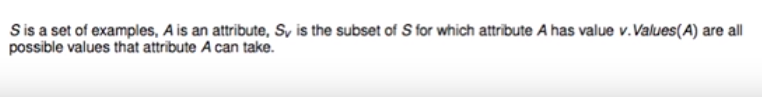 S is a set of examples, A is an attribute, Sᵥ is the subset of S for which attribute A has value v. Values(A) are all
possible values that attribute A can take.